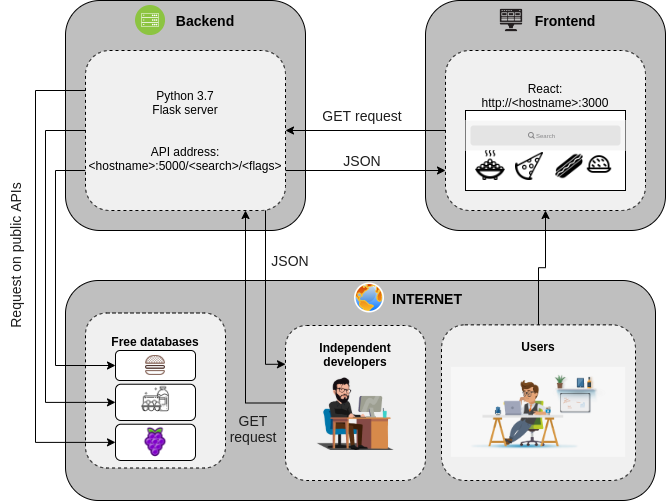 Backend
Frontend
Python 3.7
Flask server
API address:
<hostname>:5000/<search>/<flags>
GET request
JSON
React:
http://<hostname>:3000
Search
Request on public APIs
JSON
GET
request
INTERNET
Free databases
Independent
developers
Users